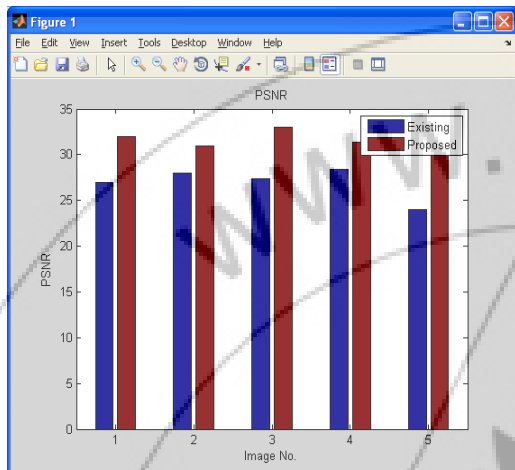 Figure 1
File Edit View Insert Tools Desktop Window Help
PSNR
35
30
25
20
15
10
5
0
PSNR
Existing
Proposed
1 2 3 4 5
Image No.
www.